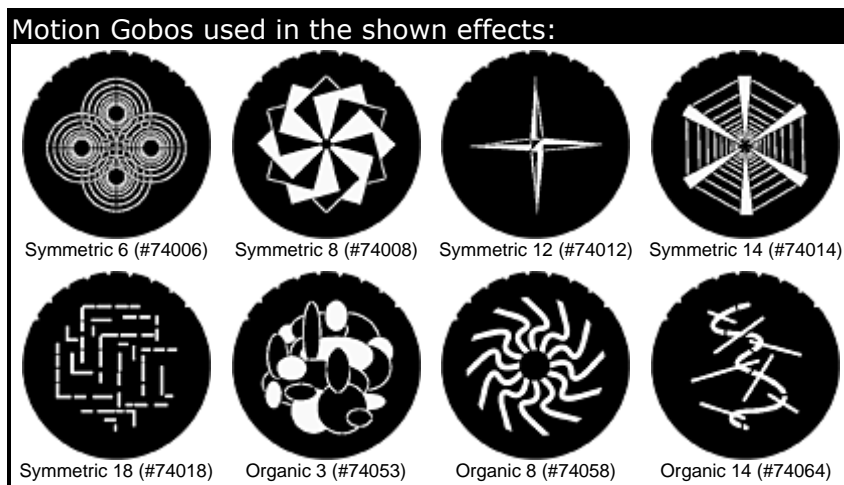 Motion Gobos used in the shown effects:
Symmetric 6 (#74006) Symmetric 8 (#74008) Symmetric 12 (#74012) Symmetric 14 (#74014)
Symmetric 18 (#74018) Organic 3 (#74053) Organic 8 (#74058) Organic 14 (#74064)